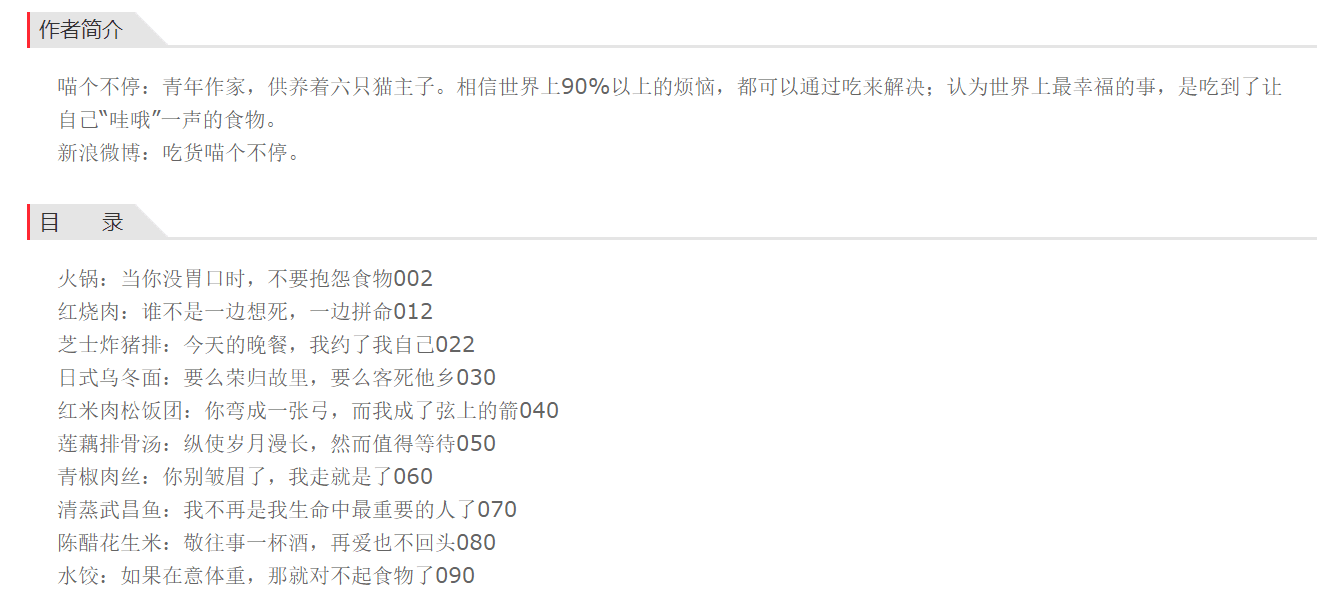 作者简介
喵个不停：青年作家，供养着六只猫主子。相信世界上90%以上的烦恼，都可以通过吃来解决；认为世界上最幸福的事，是吃到了让
自己“哇哦”一声的食物。
新浪微博：吃货喵个不停。
目　　录
火锅：当你没胃口时，不要抱怨食物002
红烧肉：谁不是一边想死，一边拼命012
芝士炸猪排：今天的晚餐，我约了我自己022
日式乌冬面：要么荣归故里，要么客死他乡030
红米肉松饭团：你弯成一张弓，而我成了弦上的箭040
莲藕排骨汤：纵使岁月漫长，然而值得等待050
青椒肉丝：你别皱眉了，我走就是了060
清蒸武昌鱼：我不再是我生命中最重要的人了070
陈醋花生米：敬往事一杯酒，再爱也不回头080
水饺：如果在意体重，那就对不起食物了090